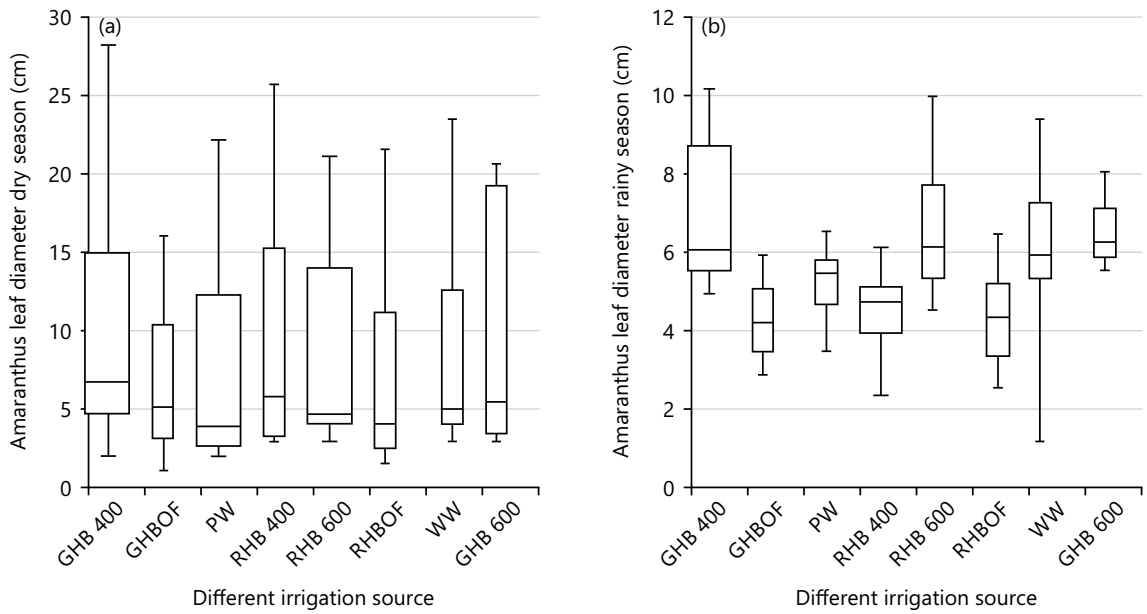 (a)
Amaranthus leaf diameter dry season (cm)
30
25
20
15
10
5
0
GHB 400
GHBOF
PW
RHB 400
RHB 600
RHBOF
WW
GHB 600
Different irrigation source
(b)
Amaranthus leaf diameter rainy season (cm)
12
10
8
6
4
2
0
GHB 400
GHBOF
PW
RHB 400
RHB 600
RHBOF
WW
GHB 600
Different irrigation source